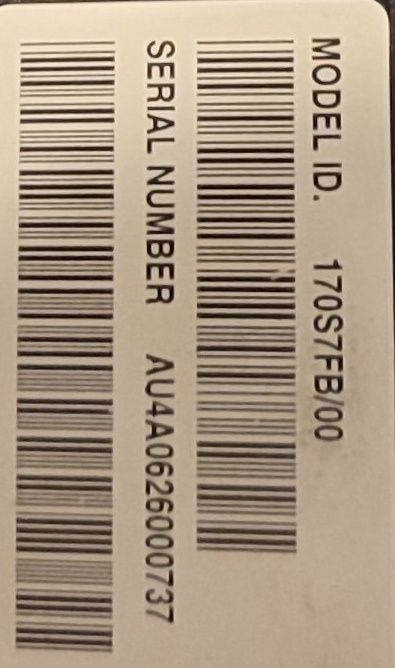 MODEL ID. 170S7FB/00
SERIAL NUMBER AU4A0626000737